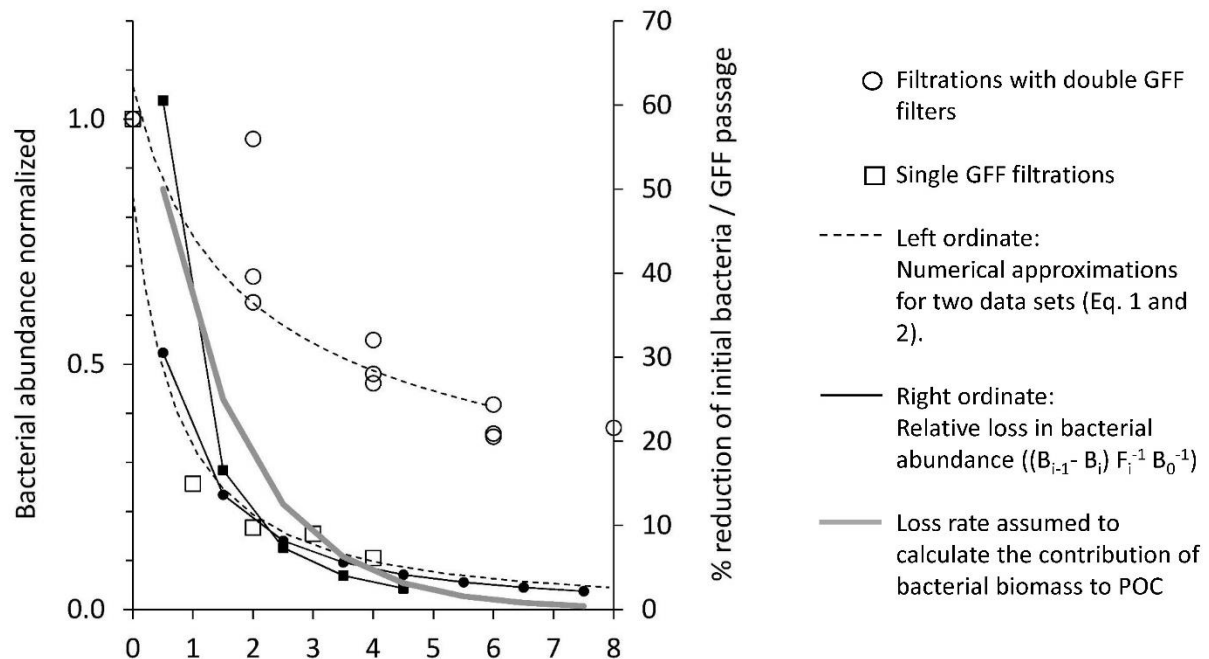 Bacterial abundance normalized
1.0
0.5
0.0
0 1 2 3 4 5 6 7 8
70
60
50
40
30
20
10
0
% reduction of initial bacteria / GFF passage
Filtrations with double GFF
filters
Single GFF filtrations
Left ordinate:
Numerical approximations
for two data sets (Eq. 1 and
2).
Right ordinate:
Relative loss in bacterial
abundance ((Bi-1- Bi) Fi-1 B0-1)
Loss rate assumed to
calculate the contribution of
bacterial biomass to POC